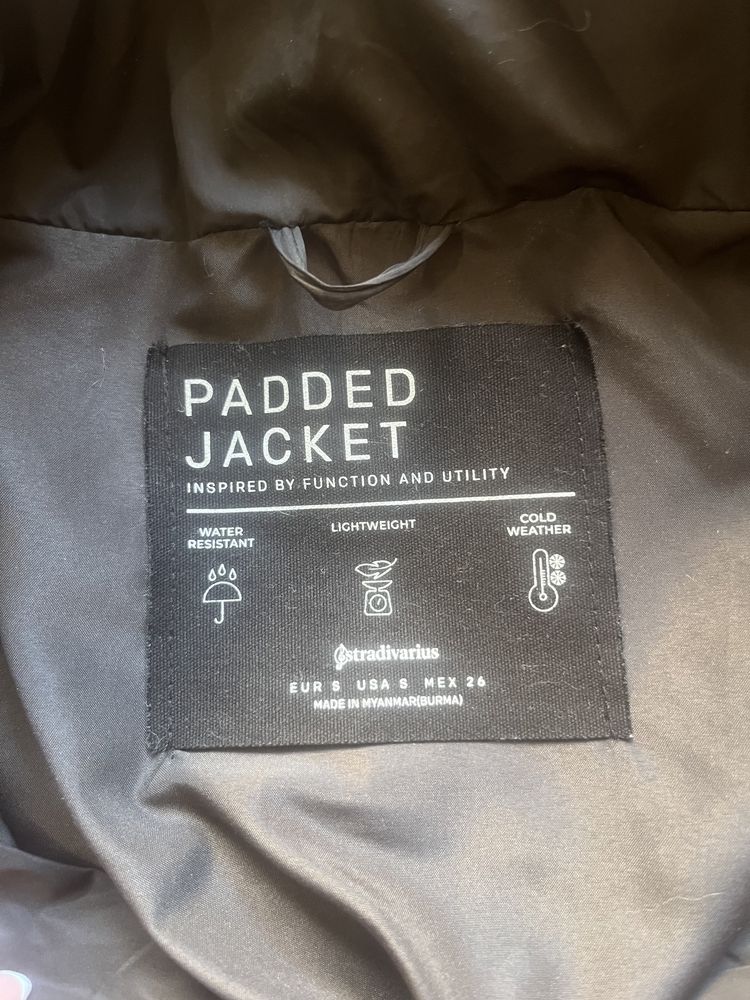 PADDED
JACKET
INSPIRED BY FUNCTION AND UTILITY
WATER
RESISTANT
LIGHTWEIGHT
COLD
WEATHER
stradivarius
EUR S USA S MEX 26
MADE IN MYANMAR(BURMA)